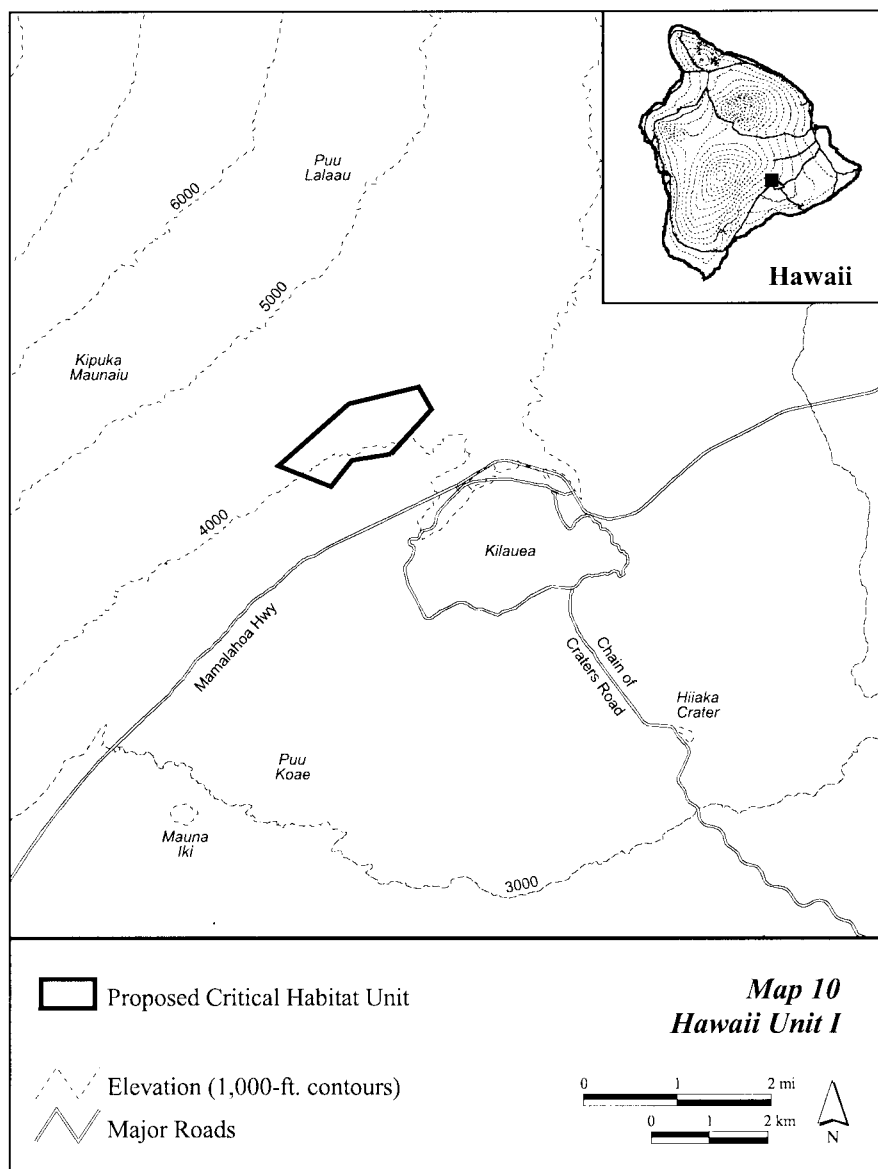 Hawaii
Puu
Lalaau
6000
5000
Kipuka
Maunaiu
4000
Kilauea
Mamalahoa Hwy
Chain of
Craters Road
Hiiaka
Crater
Puu
Koae
Mauna
Iki
3000
Proposed Critical Habitat Unit
Map 10
Hawaii Unit I
Elevation (1,000-ft. contours)
Major Roads
0 1 2 mi
0 1 2 km
N